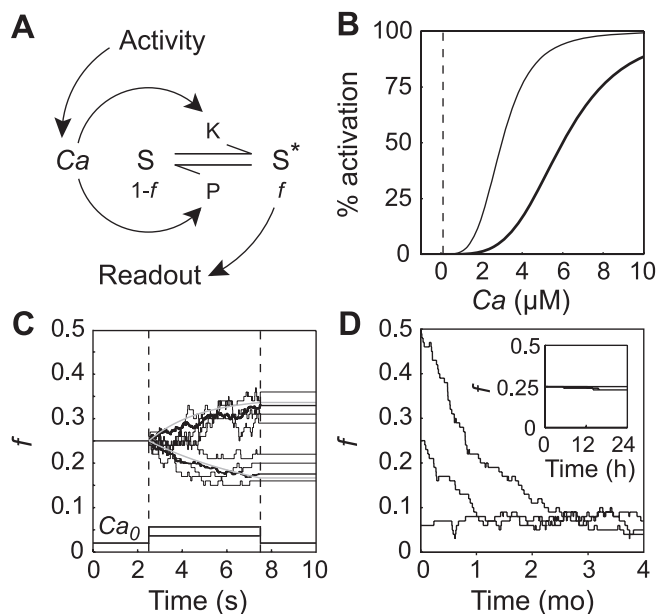 A
Activity
K
Ca
S
S*
1-f
P
f
Readout
B
100
75
50
25
0
% activation
0 2 4 6 8 10
Ca (µM)
C
0.5
0.4
0.3
0.2
0.1
0
f
Ca0
0 2 4 6 8 10
Time (s)
D
0.5
0.4
0.3
0.2
0.1
0
f
0.5
0.25
0
f
0 12 24
Time (h)
0 1 2 3 4
Time (mo)